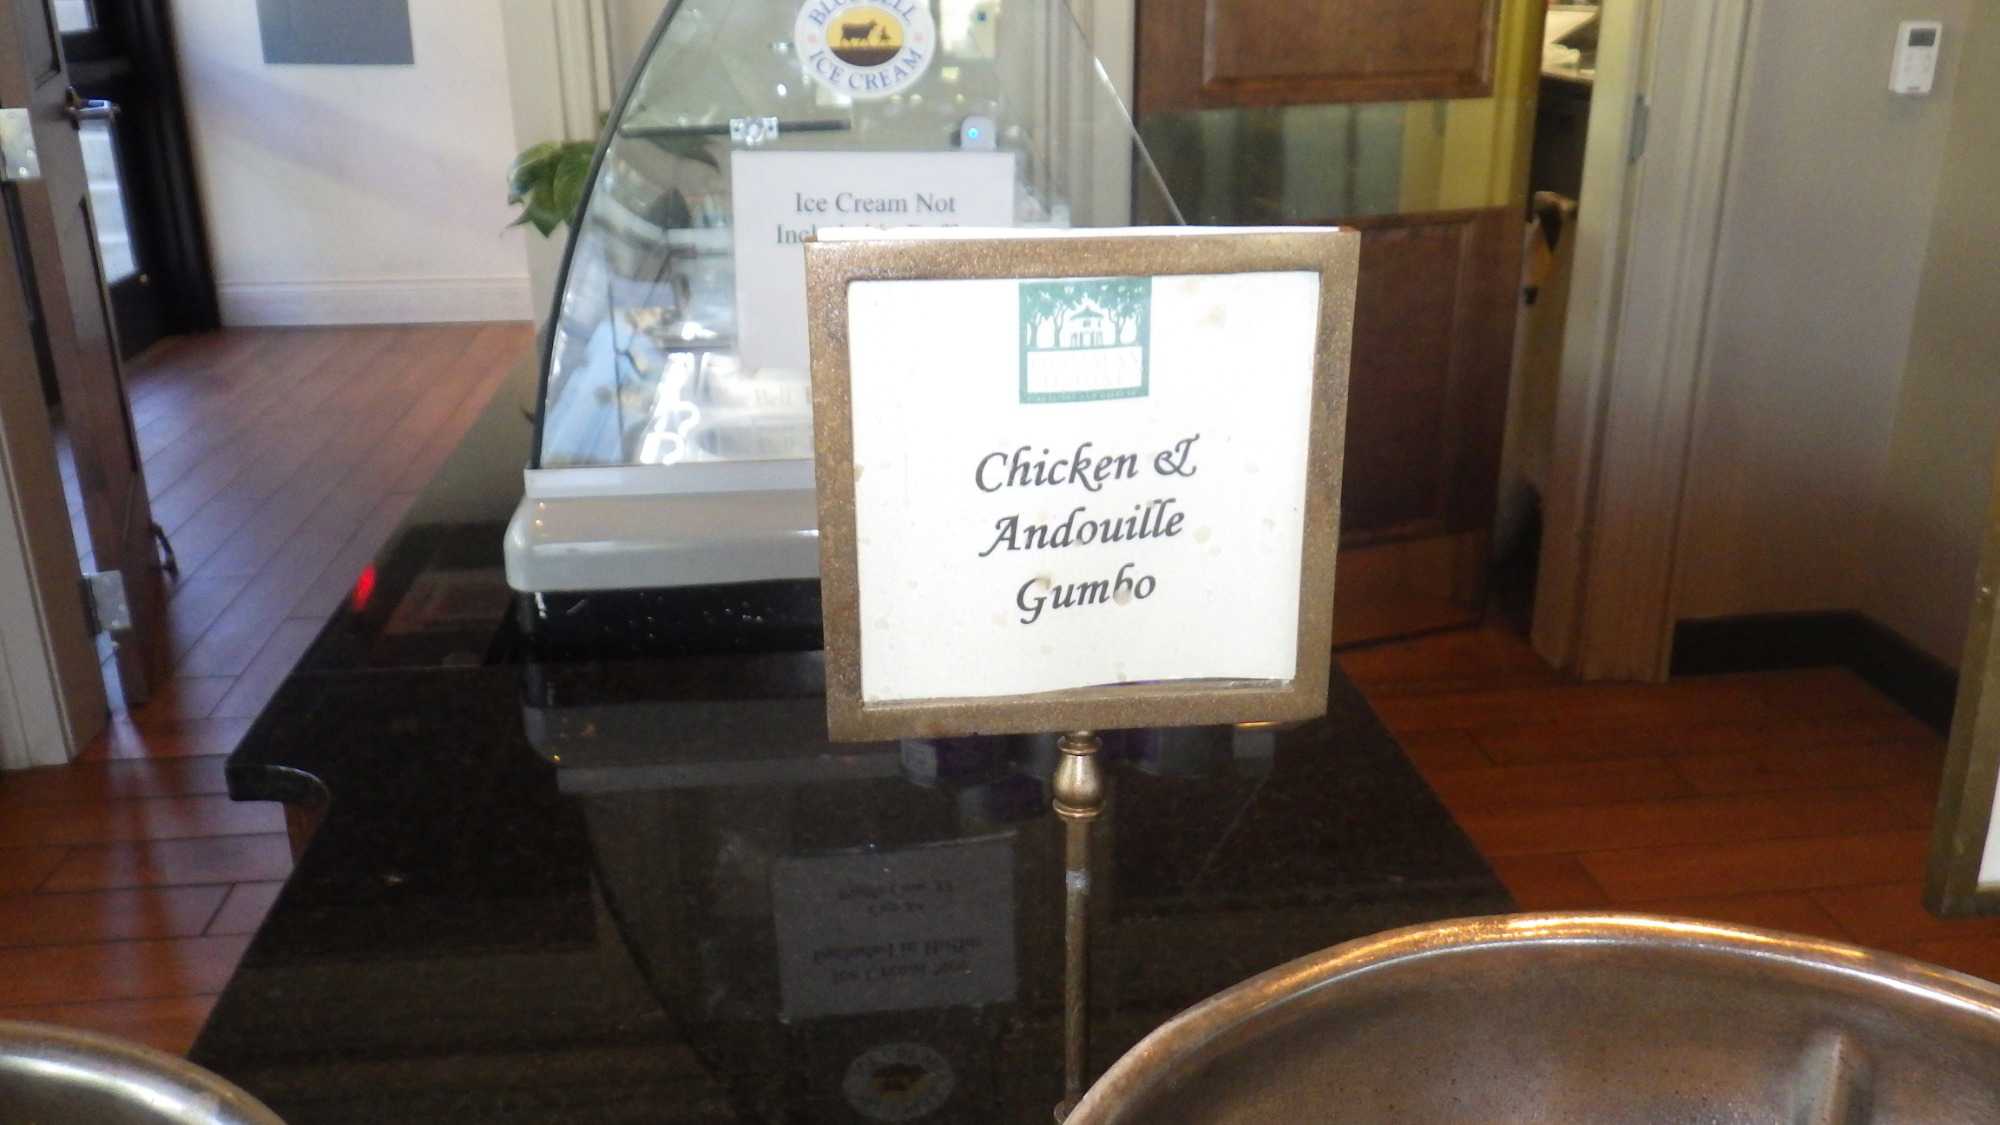 BLUE BELL
ICE CREAM
Ice Cream Not
Chicken &
Andouille
Gumbo